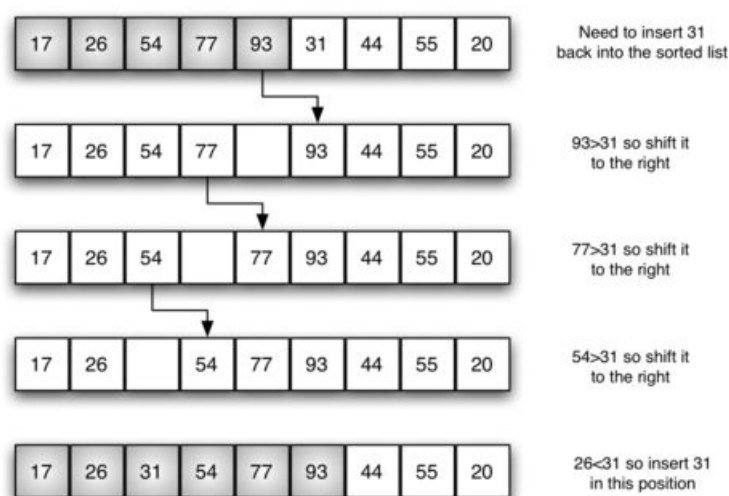 17 26 54 77 93 31 44 55 20
Need to insert 31
back into the sorted list
17 26 54 77 93 44 55 20
93>31 so shift it
to the right
17 26 54 77 93 44 55 20
77>31 so shift it
to the right
17 26 54 77 93 44 55 20
54>31 so shift it
to the right
17 26 31 54 77 93 44 55 20
26<31 so insert 31
in this position